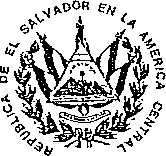 REPUBLICA DE EL SALVADOR EN LA AMERICA CENTRAL